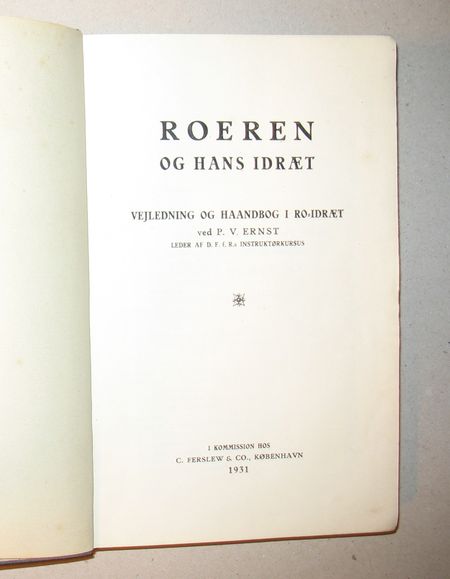 ROEREN
OG HANS IDRÆT
VEJLEDNING OG HAANDBOG I RO-IDRÆT
ved P. V. ERNST
LEDER AF D. F. f. R.s INSTRUKTØRKURSUS
I KOMMISSION HOS
C. FERSLEW & CO., KØBENHAVN
1931